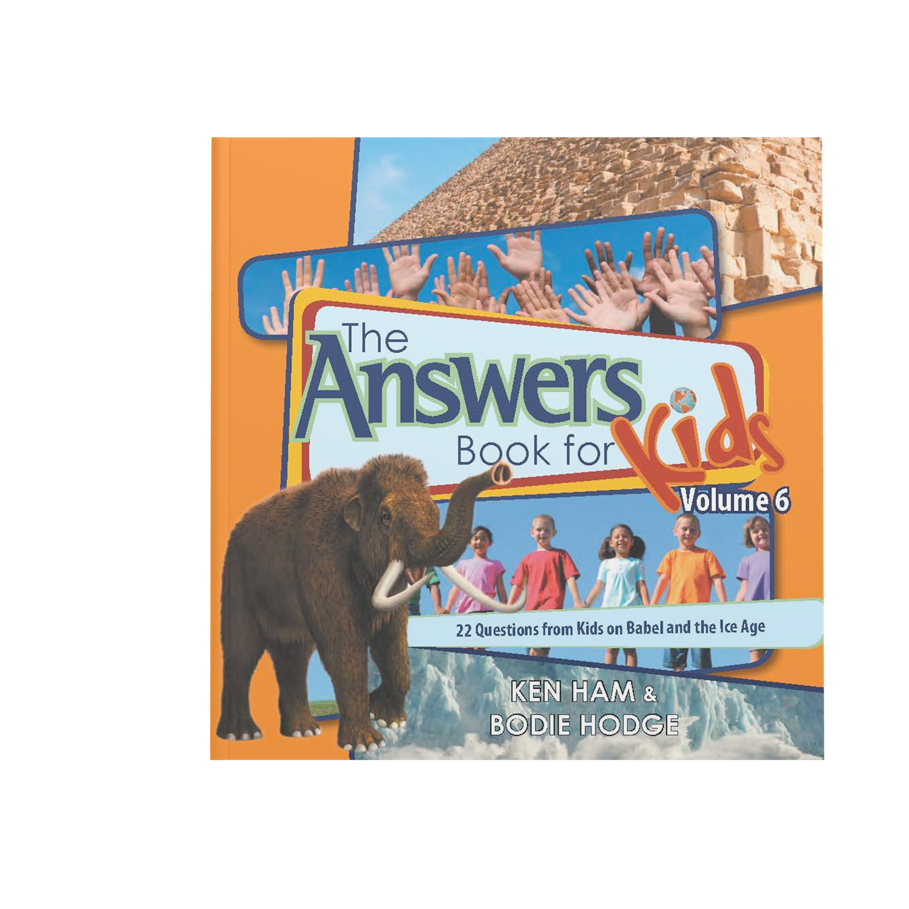 The
Answers
Book for Kids
Volume 6
22 Questions from Kids on Babel and the Ice Age
KEN HAM &
BODIE HODGE